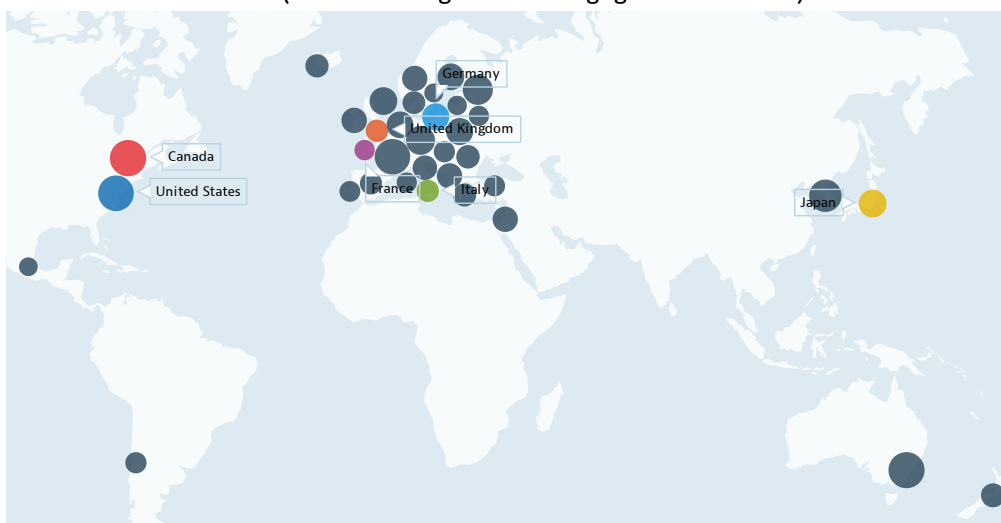 Germany
United Kingdom
Canada
United States
France
Italy
Japan